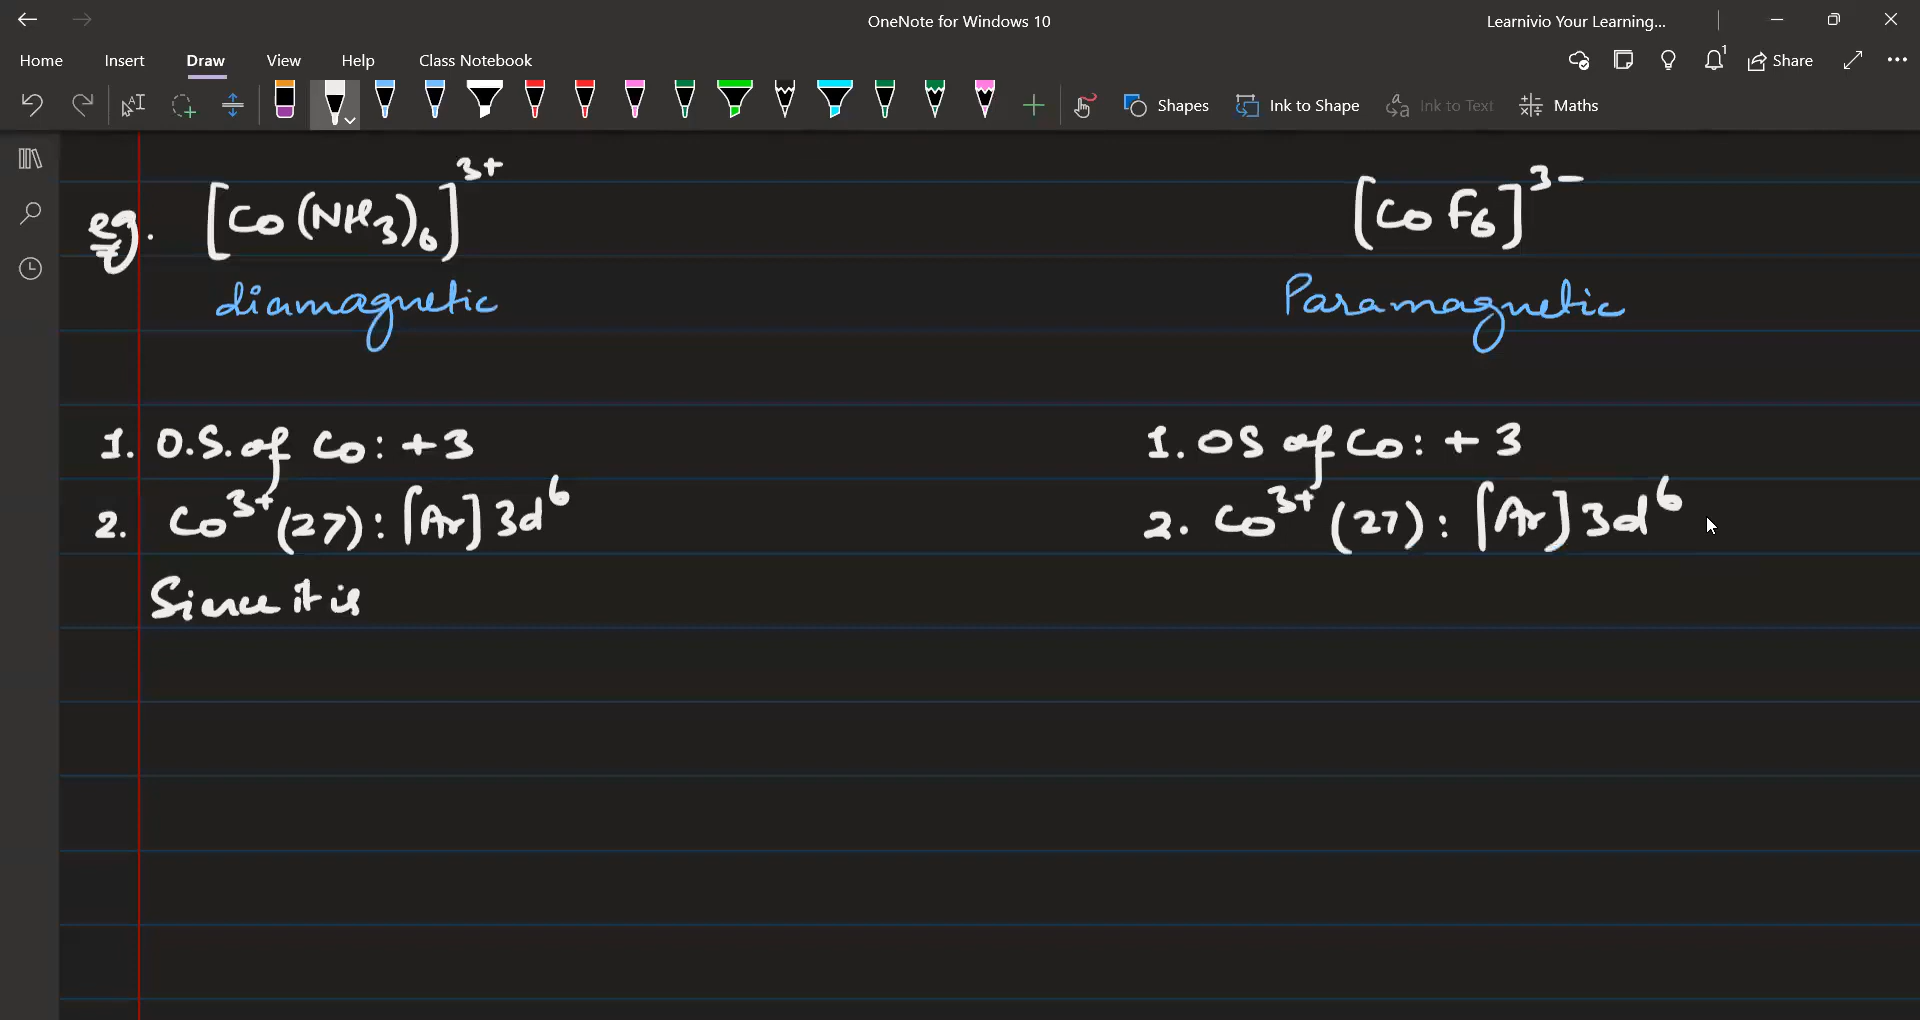 OneNote for Windows 10
Learnivio Your Learning...
Home Insert Draw View Help Class Notebook
1
Share
Shapes Ink to Shape Ink to Text Maths
eg. [Co(NH₃)₆]³⁺
[CoF₆]³⁻
diamagnetic
Paramagnetic
1. O.S. of Co: +3
1. OS of Co: +3
2. Co³⁺(27): [Ar] 3d⁶
2. Co³⁺ (27): [Ar] 3d⁶
Since it is